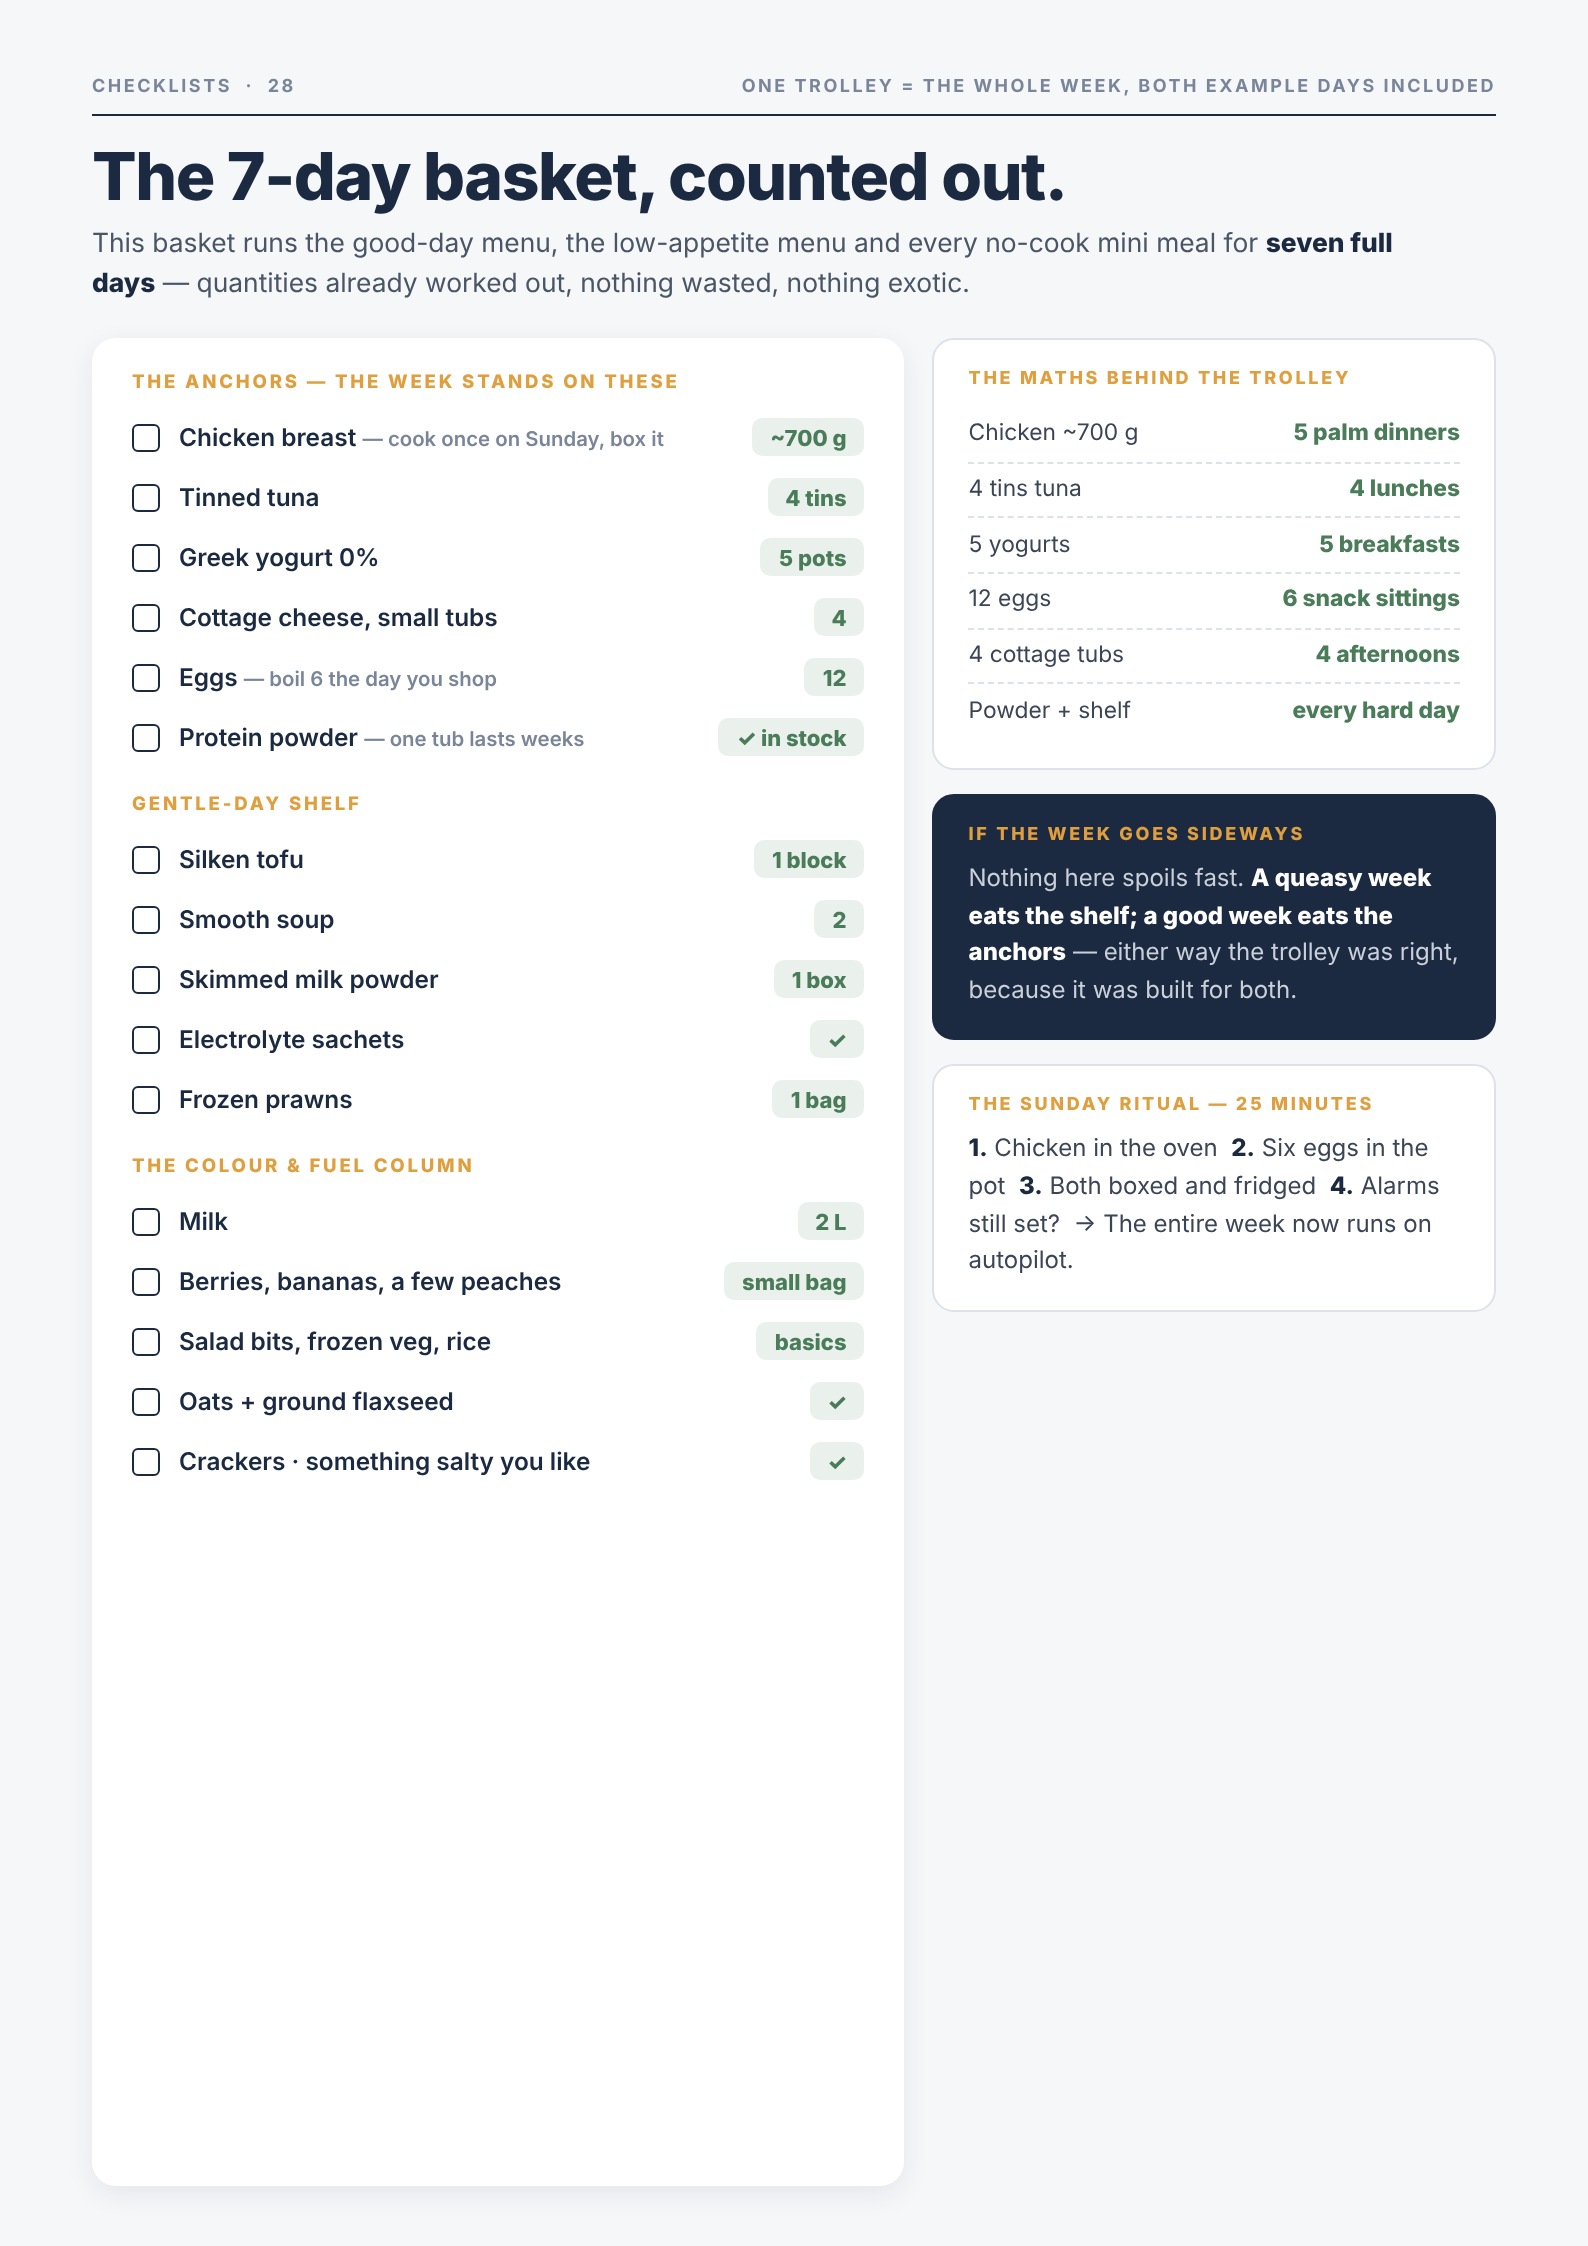 CHECKLISTS · 28
ONE TROLLEY = THE WHOLE WEEK, BOTH EXAMPLE DAYS INCLUDED
The 7-day basket, counted out.
This basket runs the good-day menu, the low-appetite menu and every no-cook mini meal for seven full
days — quantities already worked out, nothing wasted, nothing exotic.
THE ANCHORS — THE WEEK STANDS ON THESE
Chicken breast — cook once on Sunday, box it ~700 g
Tinned tuna 4 tins
Greek yogurt 0% 5 pots
Cottage cheese, small tubs 4
Eggs — boil 6 the day you shop 12
Protein powder — one tub lasts weeks ✓ in stock
GENTLE-DAY SHELF
Silken tofu 1 block
Smooth soup 2
Skimmed milk powder 1 box
Electrolyte sachets ✓
Frozen prawns 1 bag
THE COLOUR & FUEL COLUMN
Milk 2 L
Berries, bananas, a few peaches small bag
Salad bits, frozen veg, rice basics
Oats + ground flaxseed ✓
Crackers · something salty you like ✓
THE MATHS BEHIND THE TROLLEY
Chicken ~700 g 5 palm dinners
4 tins tuna 4 lunches
5 yogurts 5 breakfasts
12 eggs 6 snack sittings
4 cottage tubs 4 afternoons
Powder + shelf every hard day
IF THE WEEK GOES SIDEWAYS
Nothing here spoils fast. A queasy week
eats the shelf; a good week eats the
anchors — either way the trolley was right,
because it was built for both.
THE SUNDAY RITUAL — 25 MINUTES
1. Chicken in the oven 2. Six eggs in the
pot 3. Both boxed and fridged 4. Alarms
still set? → The entire week now runs on
autopilot.